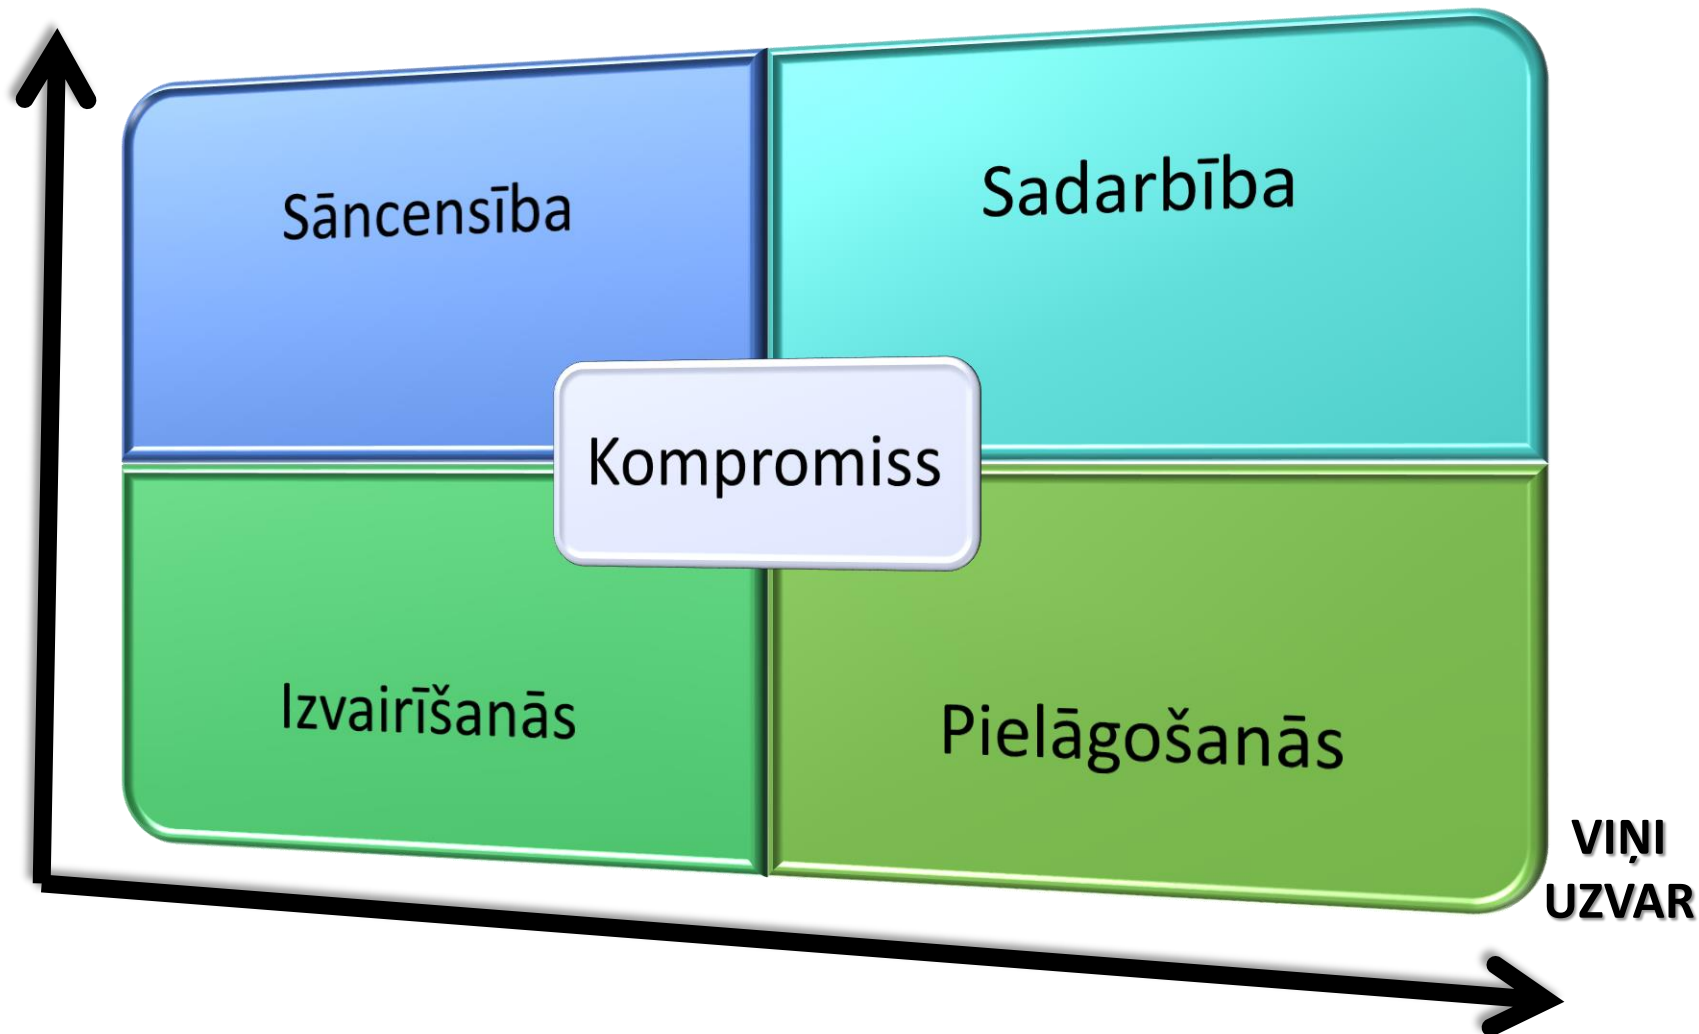 Sāncensība
Sadarbība
Kompromiss
Izvairīšanās
Pielāgošanās
VIŅI
UZVAR